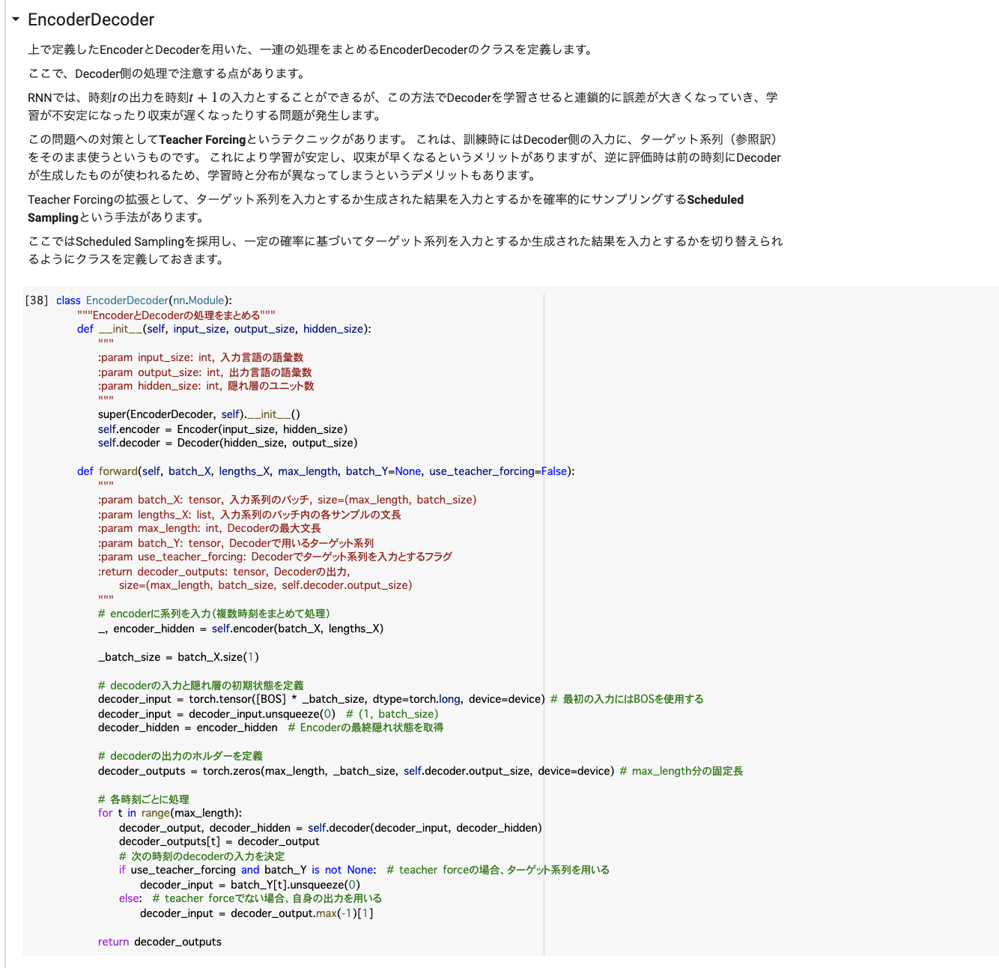 EncoderDecoder
上で定義したEncoderとDecoderを用いた、一連の処理をまとめるEncoderDecoderのクラスを定義します。
ここで、Decoder側の処理で注意する点があります。
RNNでは、時刻tの出力を時刻t + 1の入力とすることができるが、この方法でDecoderを学習させると連鎖的に誤差が大きくなっていき、学
習が不安定になったり収束が遅くなったりする問題が発生します。
この問題への対策としてTeacher Forcingというテクニックがあります。 これは、訓練時にはDecoder側の入力に、ターゲット系列（参照訳）
をそのまま使うというものです。 これにより学習が安定し、収束が早くなるというメリットがありますが、逆に評価時は前の時刻にDecoder
が生成したものが使われるため、学習時と分布が異なってしまうというデメリットもあります。
Teacher Forcingの拡張として、ターゲット系列を入力とするか生成された結果を入力とするかを確率的にサンプリングするScheduled
Samplingという手法があります。
ここではScheduled Samplingを採用し、一定の確率に基づいてターゲット系列を入力とするか生成された結果を入力とするかを切り替えられ
るようにクラスを定義しておきます。
[38] class EncoderDecoder(nn.Module):
"""EncoderとDecoderの処理をまとめる"""
def __init__(self, input_size, output_size, hidden_size):
"""
:param input_size: int, 入力言語の語彙数
:param output_size: int, 出力言語の語彙数
:param hidden_size: int, 隠れ層のユニット数
"""
super(EncoderDecoder, self).__init__()
self.encoder = Encoder(input_size, hidden_size)
self.decoder = Decoder(hidden_size, output_size)
def forward(self, batch_X, lengths_X, max_length, batch_Y=None, use_teacher_forcing=False):
"""
:param batch_X: tensor, 入力系列のバッチ, size=(max_length, batch_size)
:param lengths_X: list, 入力系列のバッチ内の各サンプルの文長
:param max_length: int, Decoderの最大文長
:param batch_Y: tensor, Decoderで用いるターゲット系列
:param use_teacher_forcing: Decoderでターゲット系列を入力とするフラグ
:return decoder_outputs: tensor, Decoderの出力,
size=(max_length, batch_size, self.decoder.output_size)
"""
# encoderに系列を入力（複数時刻をまとめて処理）
_, encoder_hidden = self.encoder(batch_X, lengths_X)
_batch_size = batch_X.size(1)
# decoderの入力と隠れ層の初期状態を定義
decoder_input = torch.tensor([BOS] * _batch_size, dtype=torch.long, device=device) # 最初の入力にはBOSを使用する
decoder_input = decoder_input.unsqueeze(0) # (1, batch_size)
decoder_hidden = encoder_hidden # Encoderの最終隠れ状態を取得
# decoderの出力のホルダーを定義
decoder_outputs = torch.zeros(max_length, _batch_size, self.decoder.output_size, device=device) # max_length分の固定長
# 各時刻ごとに処理
for t in range(max_length):
decoder_output, decoder_hidden = self.decoder(decoder_input, decoder_hidden)
decoder_outputs[t] = decoder_output
# 次の時刻のdecoderの入力を決定
if use_teacher_forcing and batch_Y is not None: # teacher forceの場合、ターゲット系列を用いる
decoder_input = batch_Y[t].unsqueeze(0)
else: # teacher forceでない場合、自身の出力を用いる
decoder_input = decoder_output.max(-1)[1]
return decoder_outputs